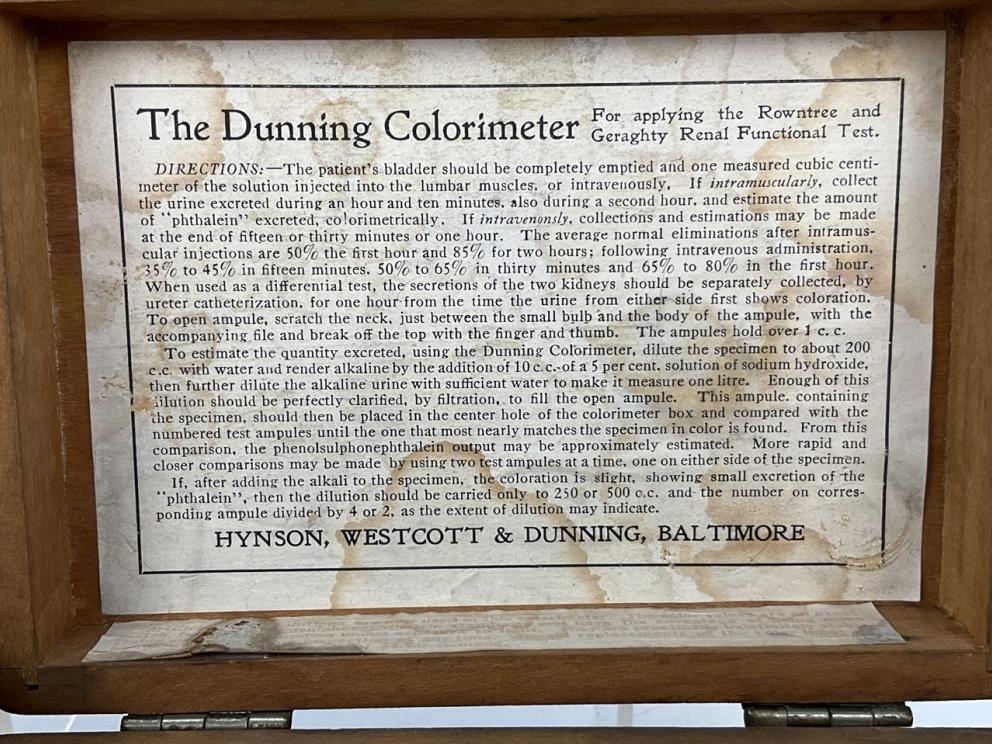 The Dunning Colorimeter
For applying the Rowntree and
Geraghty Renal Functional Test.
DIRECTIONS:—The patient's bladder should be completely emptied and one measured cubic centi-
meter of the solution injected into the lumbar muscles, or intravenously. If intramuscularly, collect
the urine excreted during an hour and ten minutes, also during a second hour, and estimate the amount
of "phthalein" excreted, colorimetrically. If intravenonsly, collections and estimations may be made
at the end of fifteen or thirty minutes or one hour. The average normal eliminations after intramus-
cular injections are 50% the first hour and 85% for two hours; following intravenous administration,
35% to 45% in fifteen minutes. 50% to 65% in thirty minutes and 65% to 80% in the first hour.
When used as a differential test, the secretions of the two kidneys should be separately collected, by
ureter catheterization, for one hour from the time the urine from either side first shows coloration.
To open ampule, scratch the neck, just between the small bulb and the body of the ampule, with the
accompanying file and break off the top with the finger and thumb. The ampules hold over 1 c. c.
To estimate the quantity excreted, using the Dunning Colorimeter, dilute the specimen to about 200
c.c. with water and render alkaline by the addition of 10 c.c. of a 5 per cent. solution of sodium hydroxide,
then further dilute the alkaline urine with sufficient water to make it measure one litre. Enough of this
dilution should be perfectly clarified, by filtration, to fill the open ampule. This ampule. containing
the specimen, should then be placed in the center hole of the colorimeter box and compared with the
numbered test ampules until the one that most nearly matches the specimen in color is found. From this
comparison, the phenolsulphonephthalein output may be approximately estimated. More rapid and
closer comparisons may be made by using two test ampules at a time, one on either side of the specimen.
If, after adding the alkali to the specimen, the coloration is slight, showing small excretion of the
"phthalein", then the dilution should be carried only to 250 or 500 c.c. and the number on corres-
ponding ampule divided by 4 or 2, as the extent of dilution may indicate.
HYNSON, WESTCOTT & DUNNING, BALTIMORE